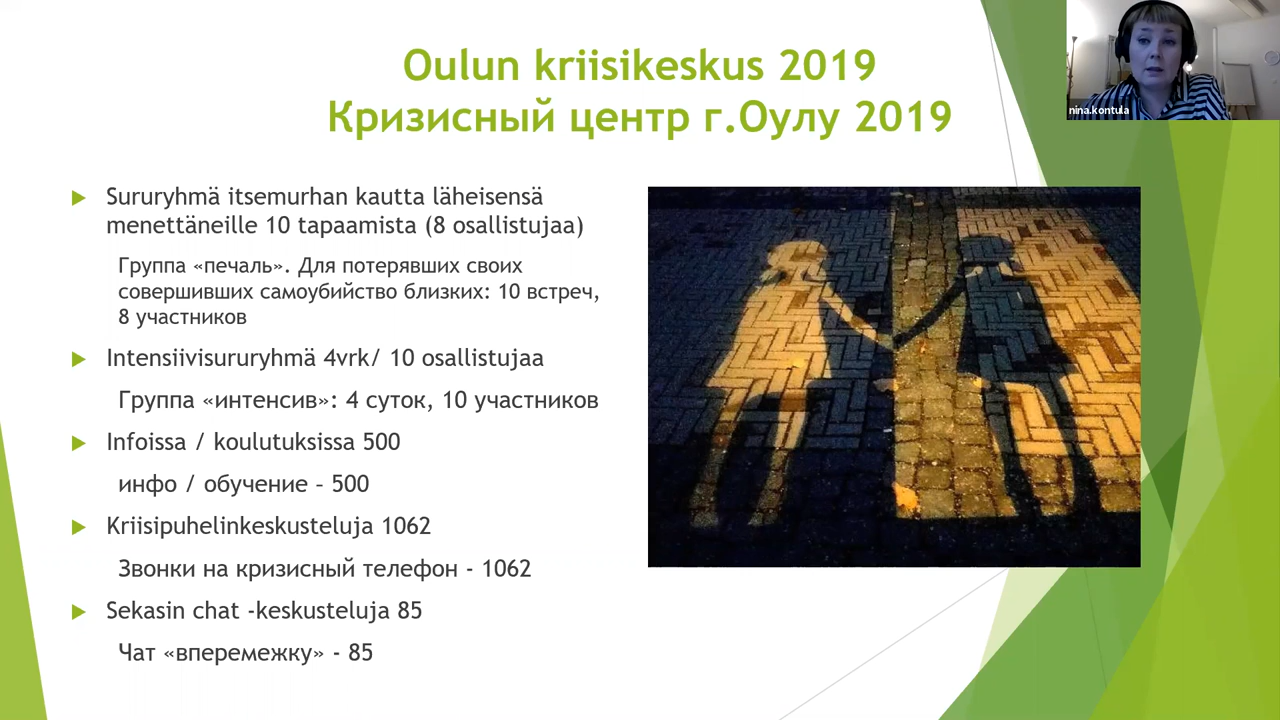 Oulun kriisikeskus 2019
Кризисный центр г.Оулу 2019
nina.kontula
Sururyhmä itsemurhan kautta läheisensä
menettäneille 10 tapaamista (8 osallistujaa)
Группа «печаль». Для потерявших своих
совершивших самоубийство близких: 10 встреч,
8 участников
Intensiivisururyhmä 4vrk/ 10 osallistujaa
Группа «интенсив»: 4 суток, 10 участников
Infoissa / koulutuksissa 500
инфо / обучение – 500
Kriisipuhelinkeskusteluja 1062
Звонки на кризисный телефон - 1062
Sekasin chat -keskusteluja 85
Чат «вперемежку» - 85